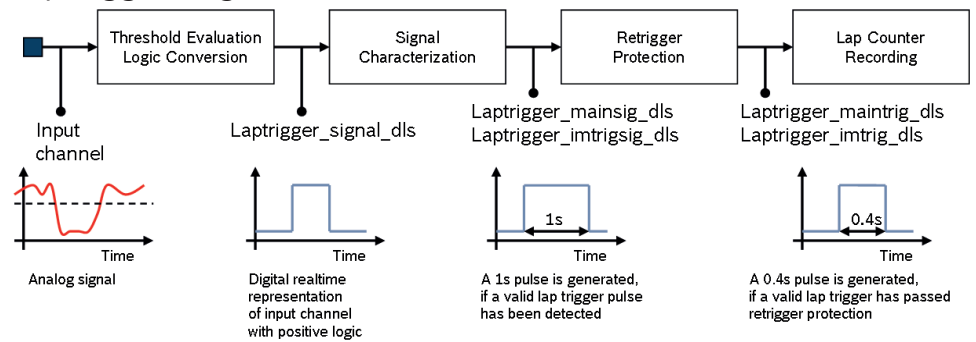 Threshold Evaluation
Logic Conversion
Signal
Characterization
Retrigger
Protection
Lap Counter
Recording
Input
channel
Laptrigger_signal_dls
Laptrigger_mainsig_dls
Laptrigger_imtrigsig_dls
Laptrigger_maintrig_dls
Laptrigger_imtrig_dls
Time
Analog signal
Time
Digital realtime
representation
of input channel
with positive logic
1s
Time
A 1s pulse is generated,
if a valid lap trigger pulse
has been detected
0.4s
Time
A 0.4s pulse is generated,
if a valid lap trigger has passed
retrigger protection